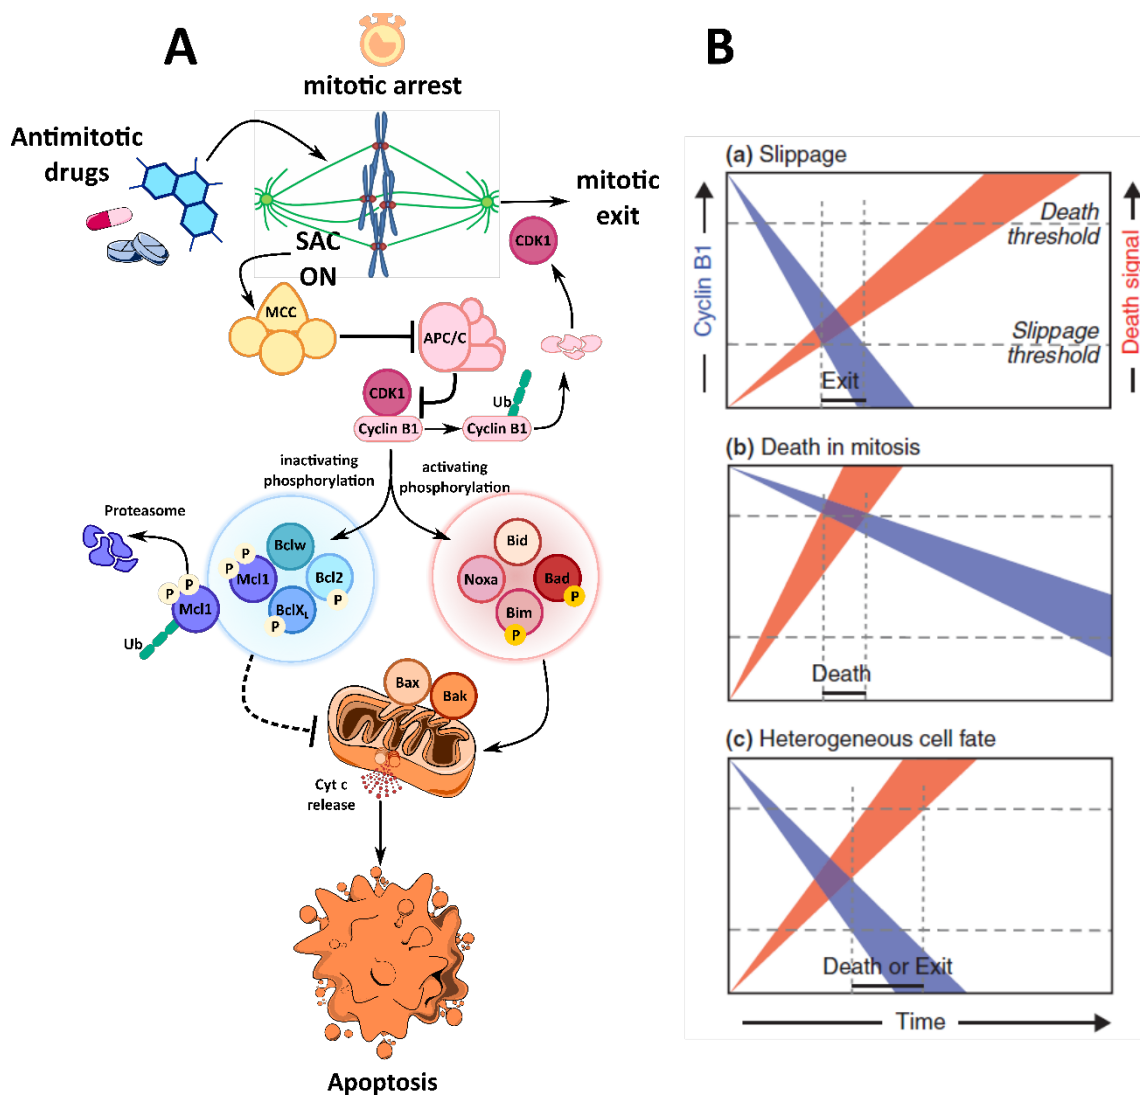 A
mitotic arrest
Antimitotic
drugs
mitotic
exit
CDK1
SAC
ON
MCC
APC/C
CDK1
Ub
Cyclin B1
Cyclin B1
inactivating
phosphorylation
activating
phosphorylation
Proteasome
Bclw
P
P
Mcl1
Bcl2
P
BclXL
P
P
P
Mcl1
Ub
Bid
Noxa
Bad
P
Bim
P
Bax
Bak
Cyt c
release
Apoptosis
B
(a) Slippage
Cyclin B1
Death signal
Death
threshold
Slippage
threshold
Exit
(b) Death in mitosis
Death
(c) Heterogeneous cell fate
Death or Exit
Time